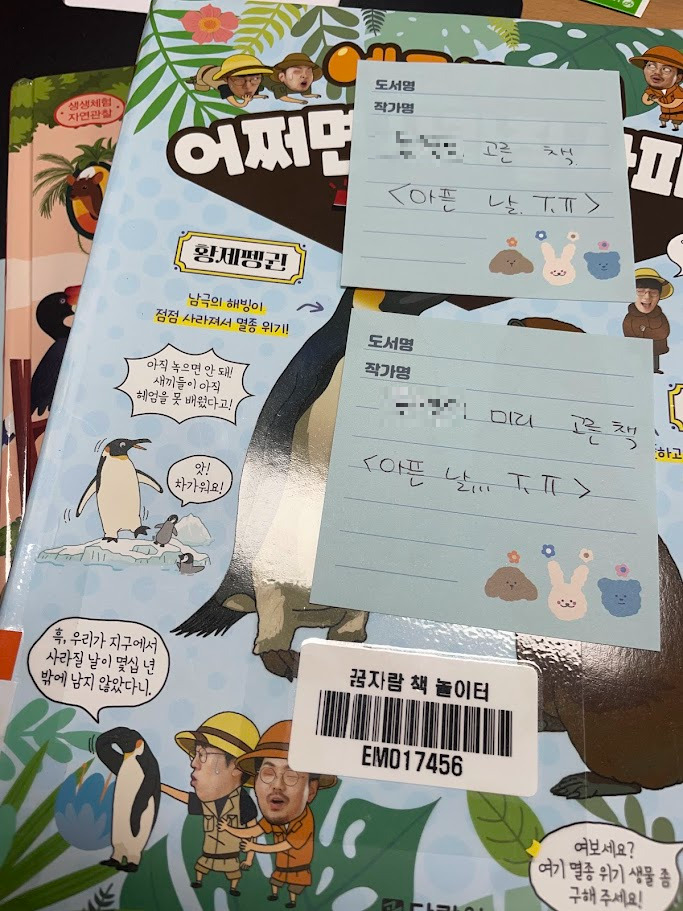 생생체험
자연관찰
어쩌면
도서명
작가명
고른 책.
<아픈 날. T.T>
황제펭귄
남극의 해빙이
점점 사라져서 멸종 위기!
아직 녹으면 안 돼!
새끼들이 아직
헤엄을 못 배웠다고!
앗!
차가워요!
도서명
작가명
미리 고른 책
<아픈 날... T.T>
흑, 우리가 지구에서
사라질 날이 몇십 년
밖에 남지 않았다니.
꿈자람 책 놀이터
EM017456
여보세요?
여기 멸종 위기 생물 좀
구해 주세요!